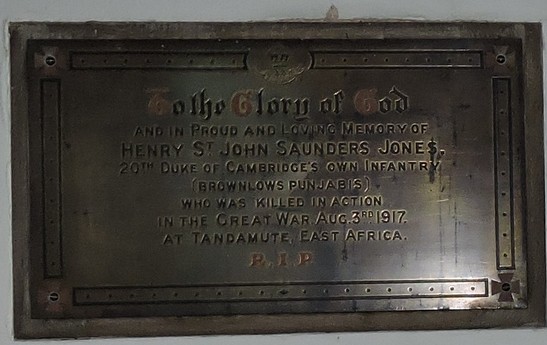 To the Glory of God
AND IN PROUD AND LOVING MEMORY OF
HENRY ST JOHN SAUNDERS JONES,
20TH DUKE OF CAMBRIDGE'S OWN INFANTRY
(BROWNLOWS PUNJABIS)
WHO WAS KILLED IN ACTION
IN THE GREAT WAR AUG. 3RD 1917.
AT TANDAMUTE, EAST AFRICA.
R.I.P.